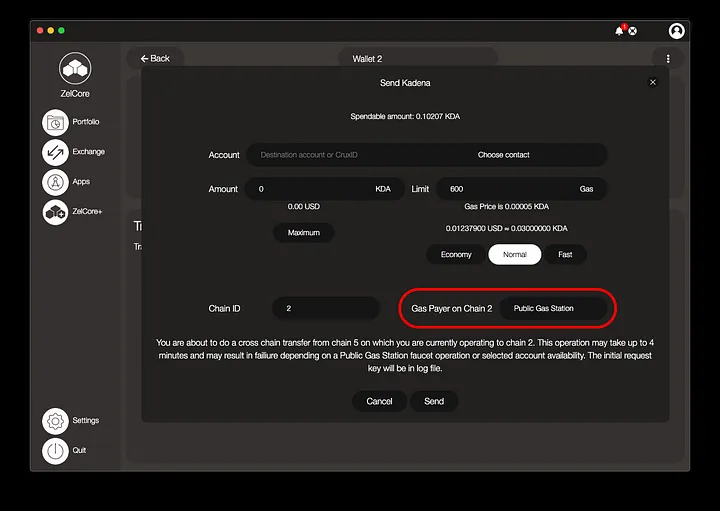 1
ZelCore
Portfolio
Exchange
Apps
ZelCore+
Settings
Quit
Back
Wallet 2
Send Kadena
Spendable amount: 0.10207 KDA
Account
Destination account or CruxID
Choose contact
Amount
0
KDA
Limit
600
Gas
0.00 USD
Gas Price is 0.00005 KDA
Maximum
0.01237900 USD ≈ 0.03000000 KDA
Economy
Normal
Fast
Chain ID
2
Gas Payer on Chain 2
Public Gas Station
You are about to do a cross chain transfer from chain 5 on which you are currently operating to chain 2. This operation may take up to 4
minutes and may result in failure depending on a Public Gas Station faucet operation or selected account availability. The initial request
key will be in log file.
Cancel
Send